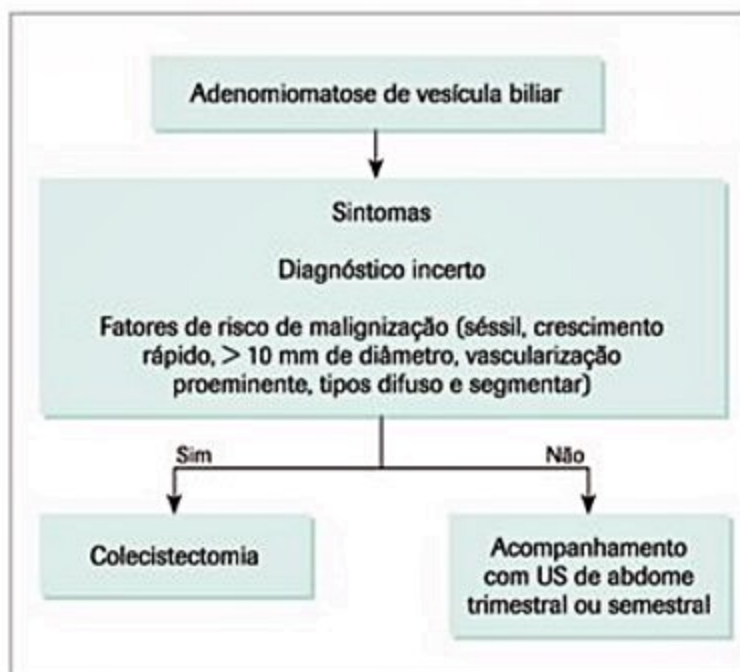 Adenomiomatose de vesícula biliar
Sintomas
Diagnóstico incerto
Fatores de risco de malignização (séssil, crescimento
rápido, > 10 mm de diâmetro, vascularização
proeminente, tipos difuso e segmentar)
Sim
Não
Colecistectomia
Acompanhamento
com US de abdome
trimestral ou semestral